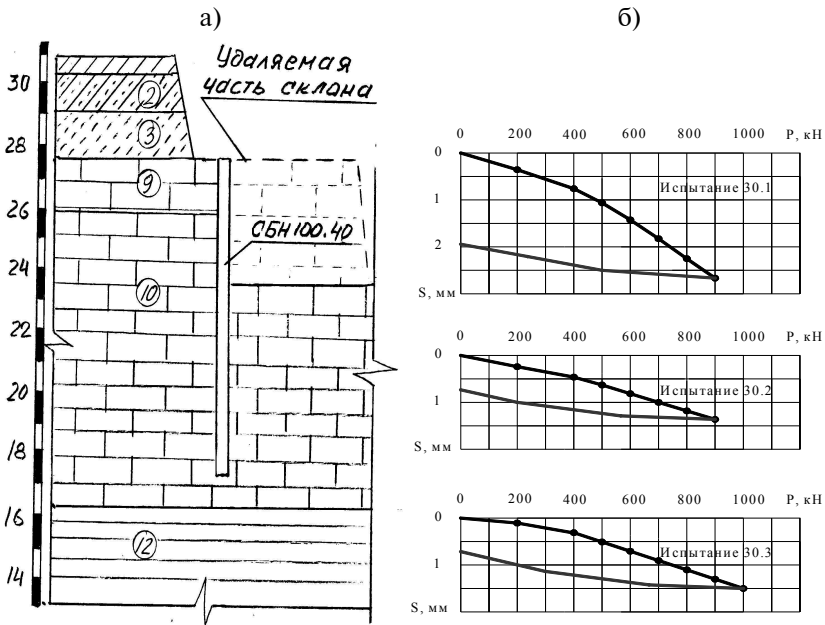 а)
б)
Удаляемая
часть склана
30
28
26
24
22
20
18
16
14
2
3
9
10
12
СБН100.40
0 200 400 600 800 1000 Р, кН
0
1
2
S, мм
Испытание 30.1
0 200 400 600 800 1000 Р, кН
0
1
S, мм
Испытание 30.2
0 200 400 600 800 1000 Р, кН
0
1
S, мм
Испытание 30.3